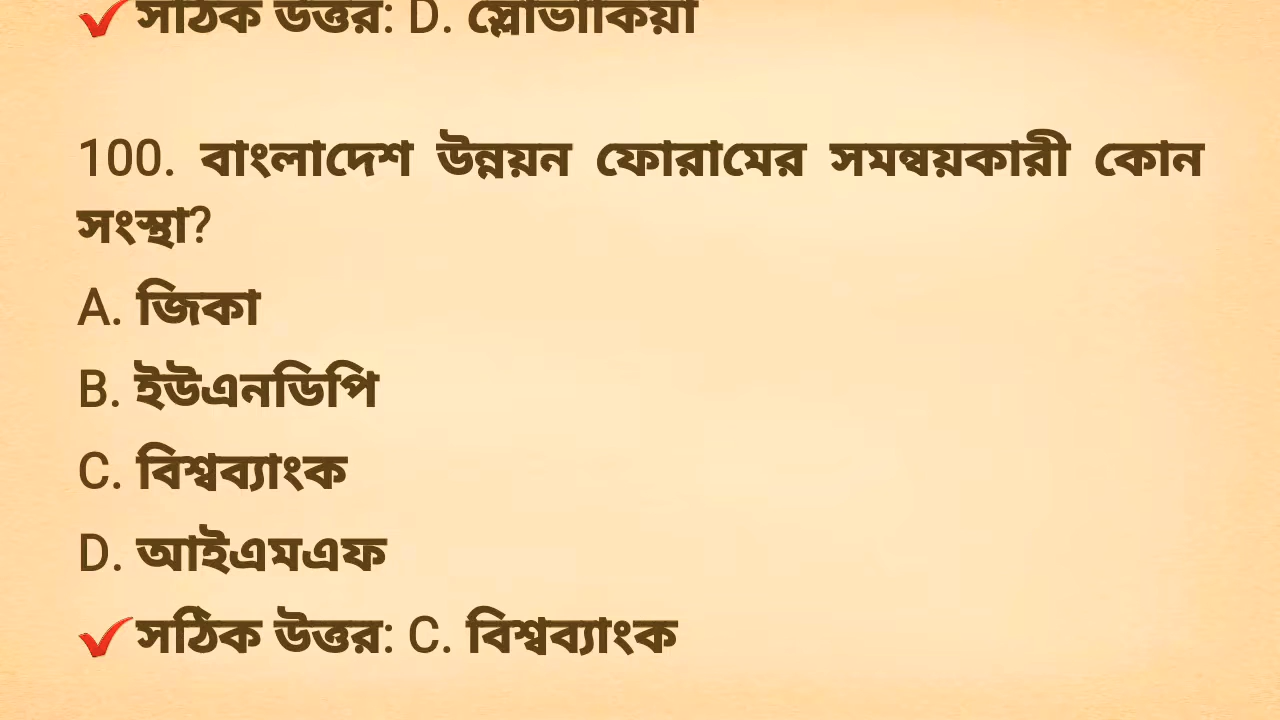 সঠিক উত্তর: D. স্লোভাকিয়া
100. বাংলাদেশ উন্নয়ন ফোরামের সমন্বয়কারী কোন
সংস্থা?
A. জিকা
B. ইউএনডিপি
C. বিশ্বব্যাংক
D. আইএমএফ
সঠিক উত্তর: C. বিশ্বব্যাংক